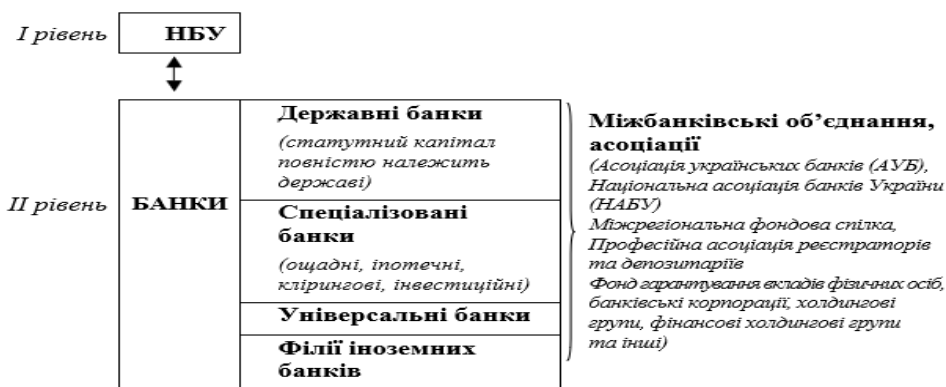 І рівень
НБУ
ІІ рівень
БАНКИ
Державні банки
(статутний капітал
повністю належить
державі)
Спеціалізовані
банки
(ощадні, іпотечні,
клірингові, інвестиційні)
Універсальні банки
Філії іноземних
банків
Міжбанківські об’єднання,
асоціації
(Асоціація українських банків (АУБ),
Національна асоціація банків України
(НАБУ)
Міжрегіональна фондова спілка,
Професійна асоціація реєстраторів
та депозитаріїв
Фонд гарантування вкладів фізичних осіб,
банківські корпорації, холдингові
групи, фінансові холдингові групи
та інші)